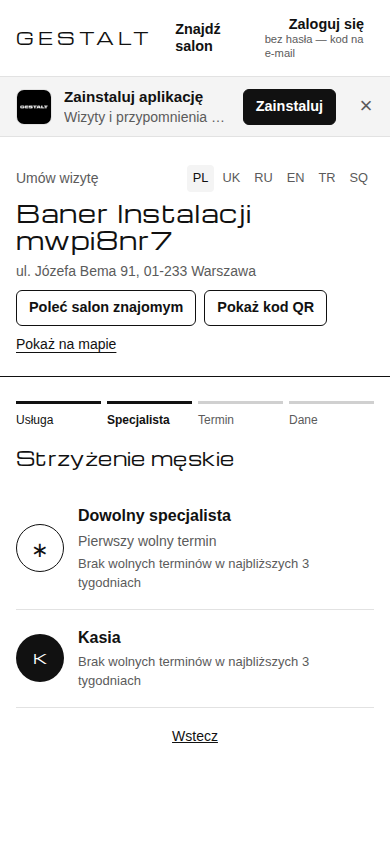 GESTALT
Znajdź
salon
Zaloguj się
bez hasła — kod na
e-mail
GESTALT
Zainstaluj aplikację
Wizyty i przypomnienia …
Zainstaluj
×
Umów wizytę
PL UK RU EN TR SQ
Baner Instalacji
mwpi8nr7
ul. Józefa Bema 91, 01-233 Warszawa
Poleć salon znajomym
Pokaż kod QR
Pokaż na mapie
Usługa
Specjalista
Termin
Dane
Strzyżenie męskie
Dowolny specjalista
Pierwszy wolny termin
Brak wolnych terminów w najbliższych 3
tygodniach
K
Kasia
Brak wolnych terminów w najbliższych 3
tygodniach
Wstecz